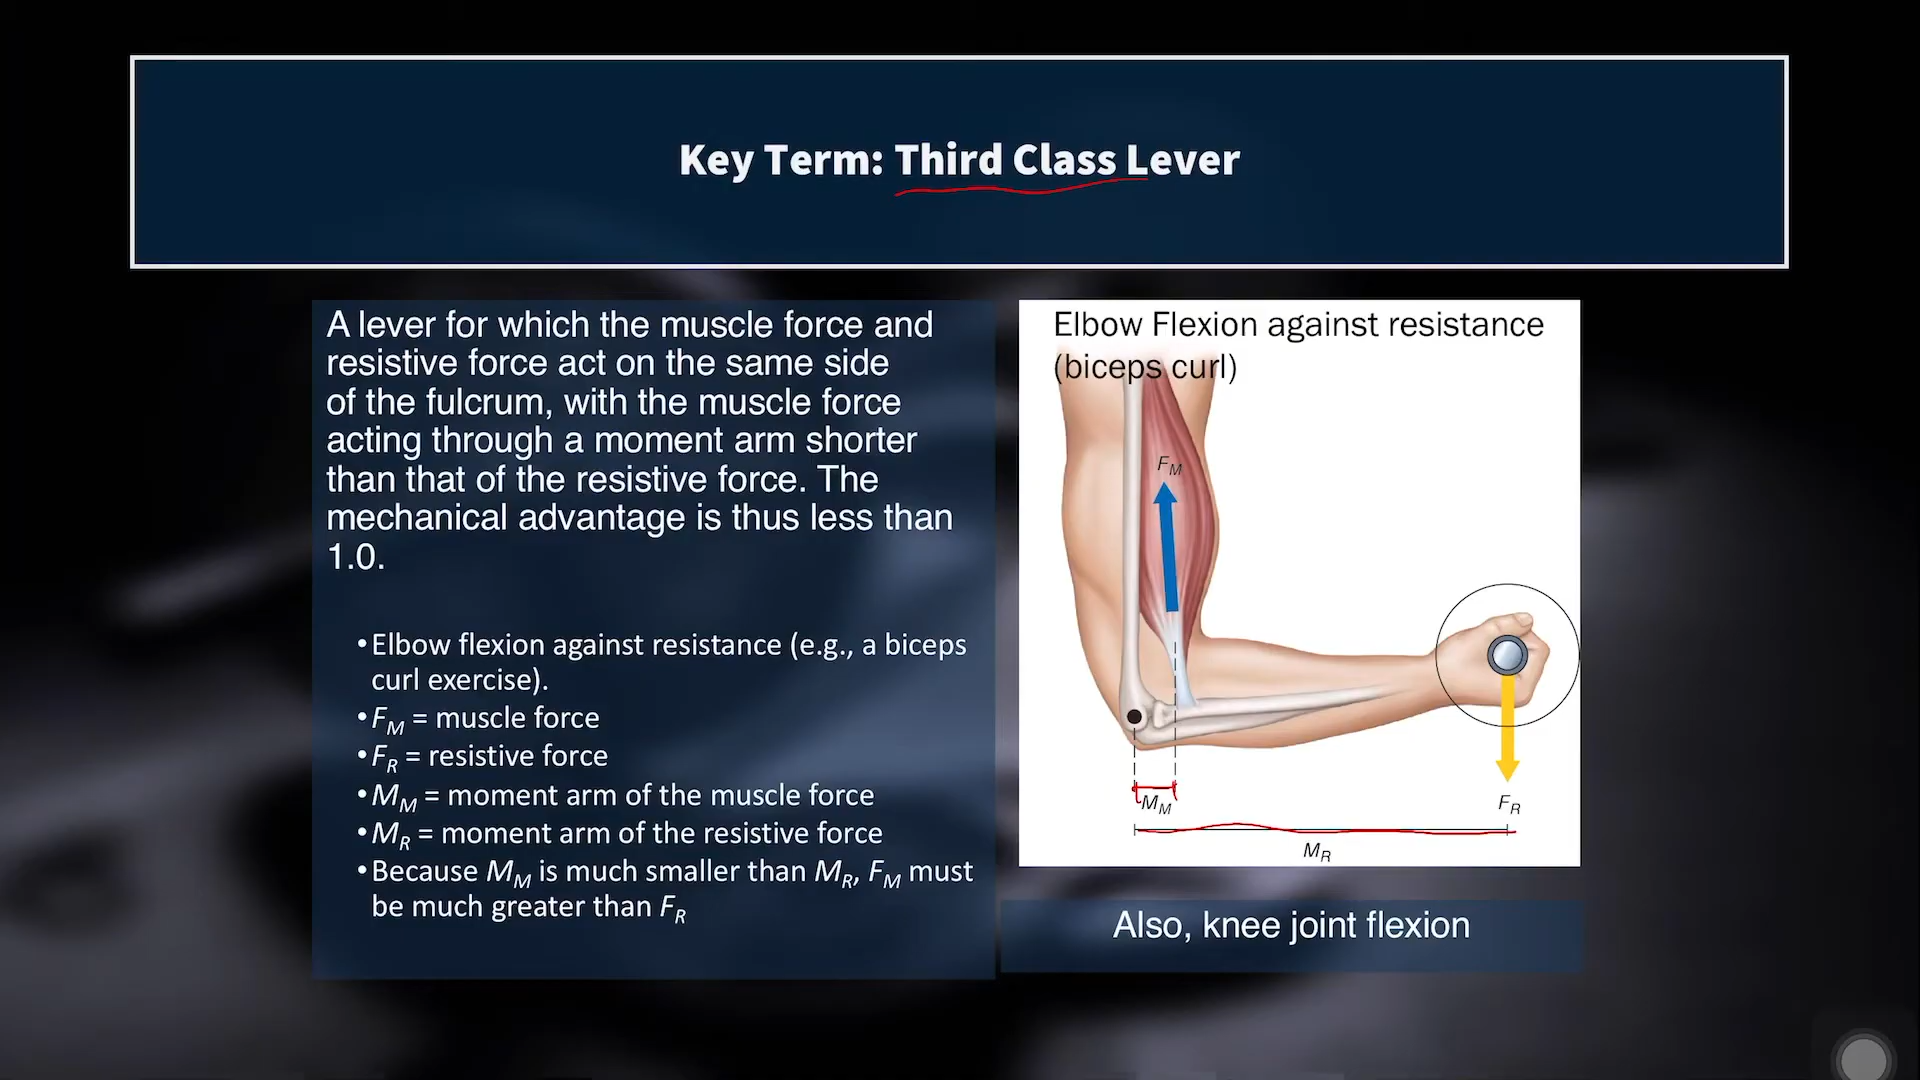 Key Term: Third Class Lever
A lever for which the muscle force and
resistive force act on the same side
of the fulcrum, with the muscle force
acting through a moment arm shorter
than that of the resistive force. The
mechanical advantage is thus less than
1.0.
•Elbow flexion against resistance (e.g., a biceps
curl exercise).
•FM = muscle force
•FR = resistive force
•MM = moment arm of the muscle force
•MR = moment arm of the resistive force
•Because MM is much smaller than MR, FM must
be much greater than FR
Elbow Flexion against resistance
(biceps curl)
FM
MM
FR
MR
Also, knee joint flexion